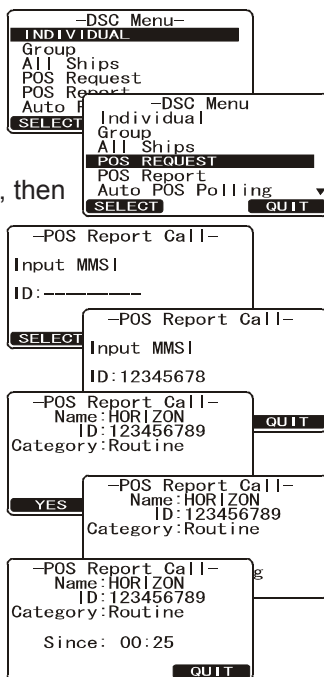 –DSC Menu–
INDIVIDUAL
Group
All Ships
POS Request
POS Report
Auto P
SELECT
–DSC Menu
Individual
Group
All Ships
POS REQUEST
POS Report
Auto POS Polling
SELECT QUIT
, then
–POS Report Call–
Input MMSI
ID:–––––––––
SELECT
–POS Report Call–
Input MMSI
ID:12345678
QUIT
–POS Report Call–
Name:HORIZON
ID:123456789
Category:Routine
YES
–POS Report Call–
Name:HORIZON
ID:123456789
Category:Routine
g
–POS Report Call–
Name:HORIZON
ID:123456789
Category:Routine
Since: 00:25
QUIT